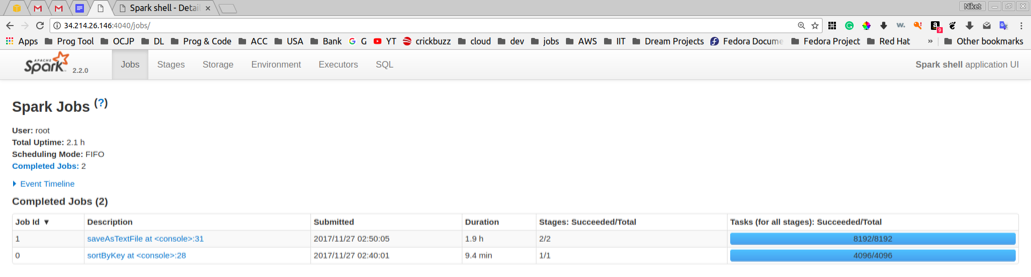 Spark shell - Detai
Niket
34.214.26.146:4040/jobs/
Apps Prog Tool OCJP DL Prog & Code ACC USA Bank G YT crickbuzz cloud dev jobs AWS IIT Dream Projects Fedora Docume Fedora Project Red Hat » Other bookmarks
APACHE Spark 2.2.0 Jobs Stages Storage Environment Executors SQL Spark shell application UI
Spark Jobs (?)
User: root
Total Uptime: 2.1 h
Scheduling Mode: FIFO
Completed Jobs: 2
Event Timeline
Completed Jobs (2)
Job Id ▼ Description Submitted Duration Stages: Succeeded/Total Tasks (for all stages): Succeeded/Total
1 saveAsTextFile at <console>:31 2017/11/27 02:50:05 1.9 h 2/2 8192/8192
0 sortByKey at <console>:28 2017/11/27 02:40:01 9.4 min 1/1 4096/4096